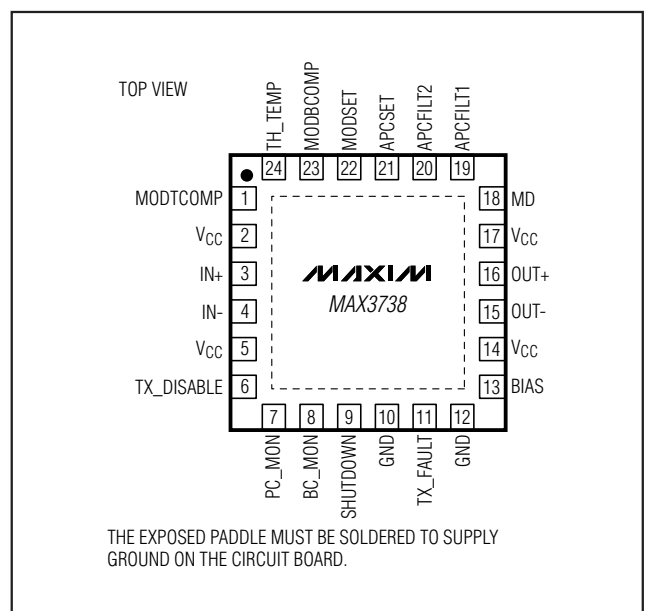 TOP VIEW
TH_TEMP
MODBCOMP
MODSET
APCSET
APCFILT2
APCFILT1
24 23 22 21 20 19
MODTCOMP 1
VCC 2
IN+ 3
IN- 4
VCC 5
TX_DISABLE 6
MAXIM
MAX3738
18 MD
17 VCC
16 OUT+
15 OUT-
14 VCC
13 BIAS
7 8 9 10 11 12
PC_MON
BC_MON
SHUTDOWN
GND
TX_FAULT
GND
THE EXPOSED PADDLE MUST BE SOLDERED TO SUPPLY
GROUND ON THE CIRCUIT BOARD.